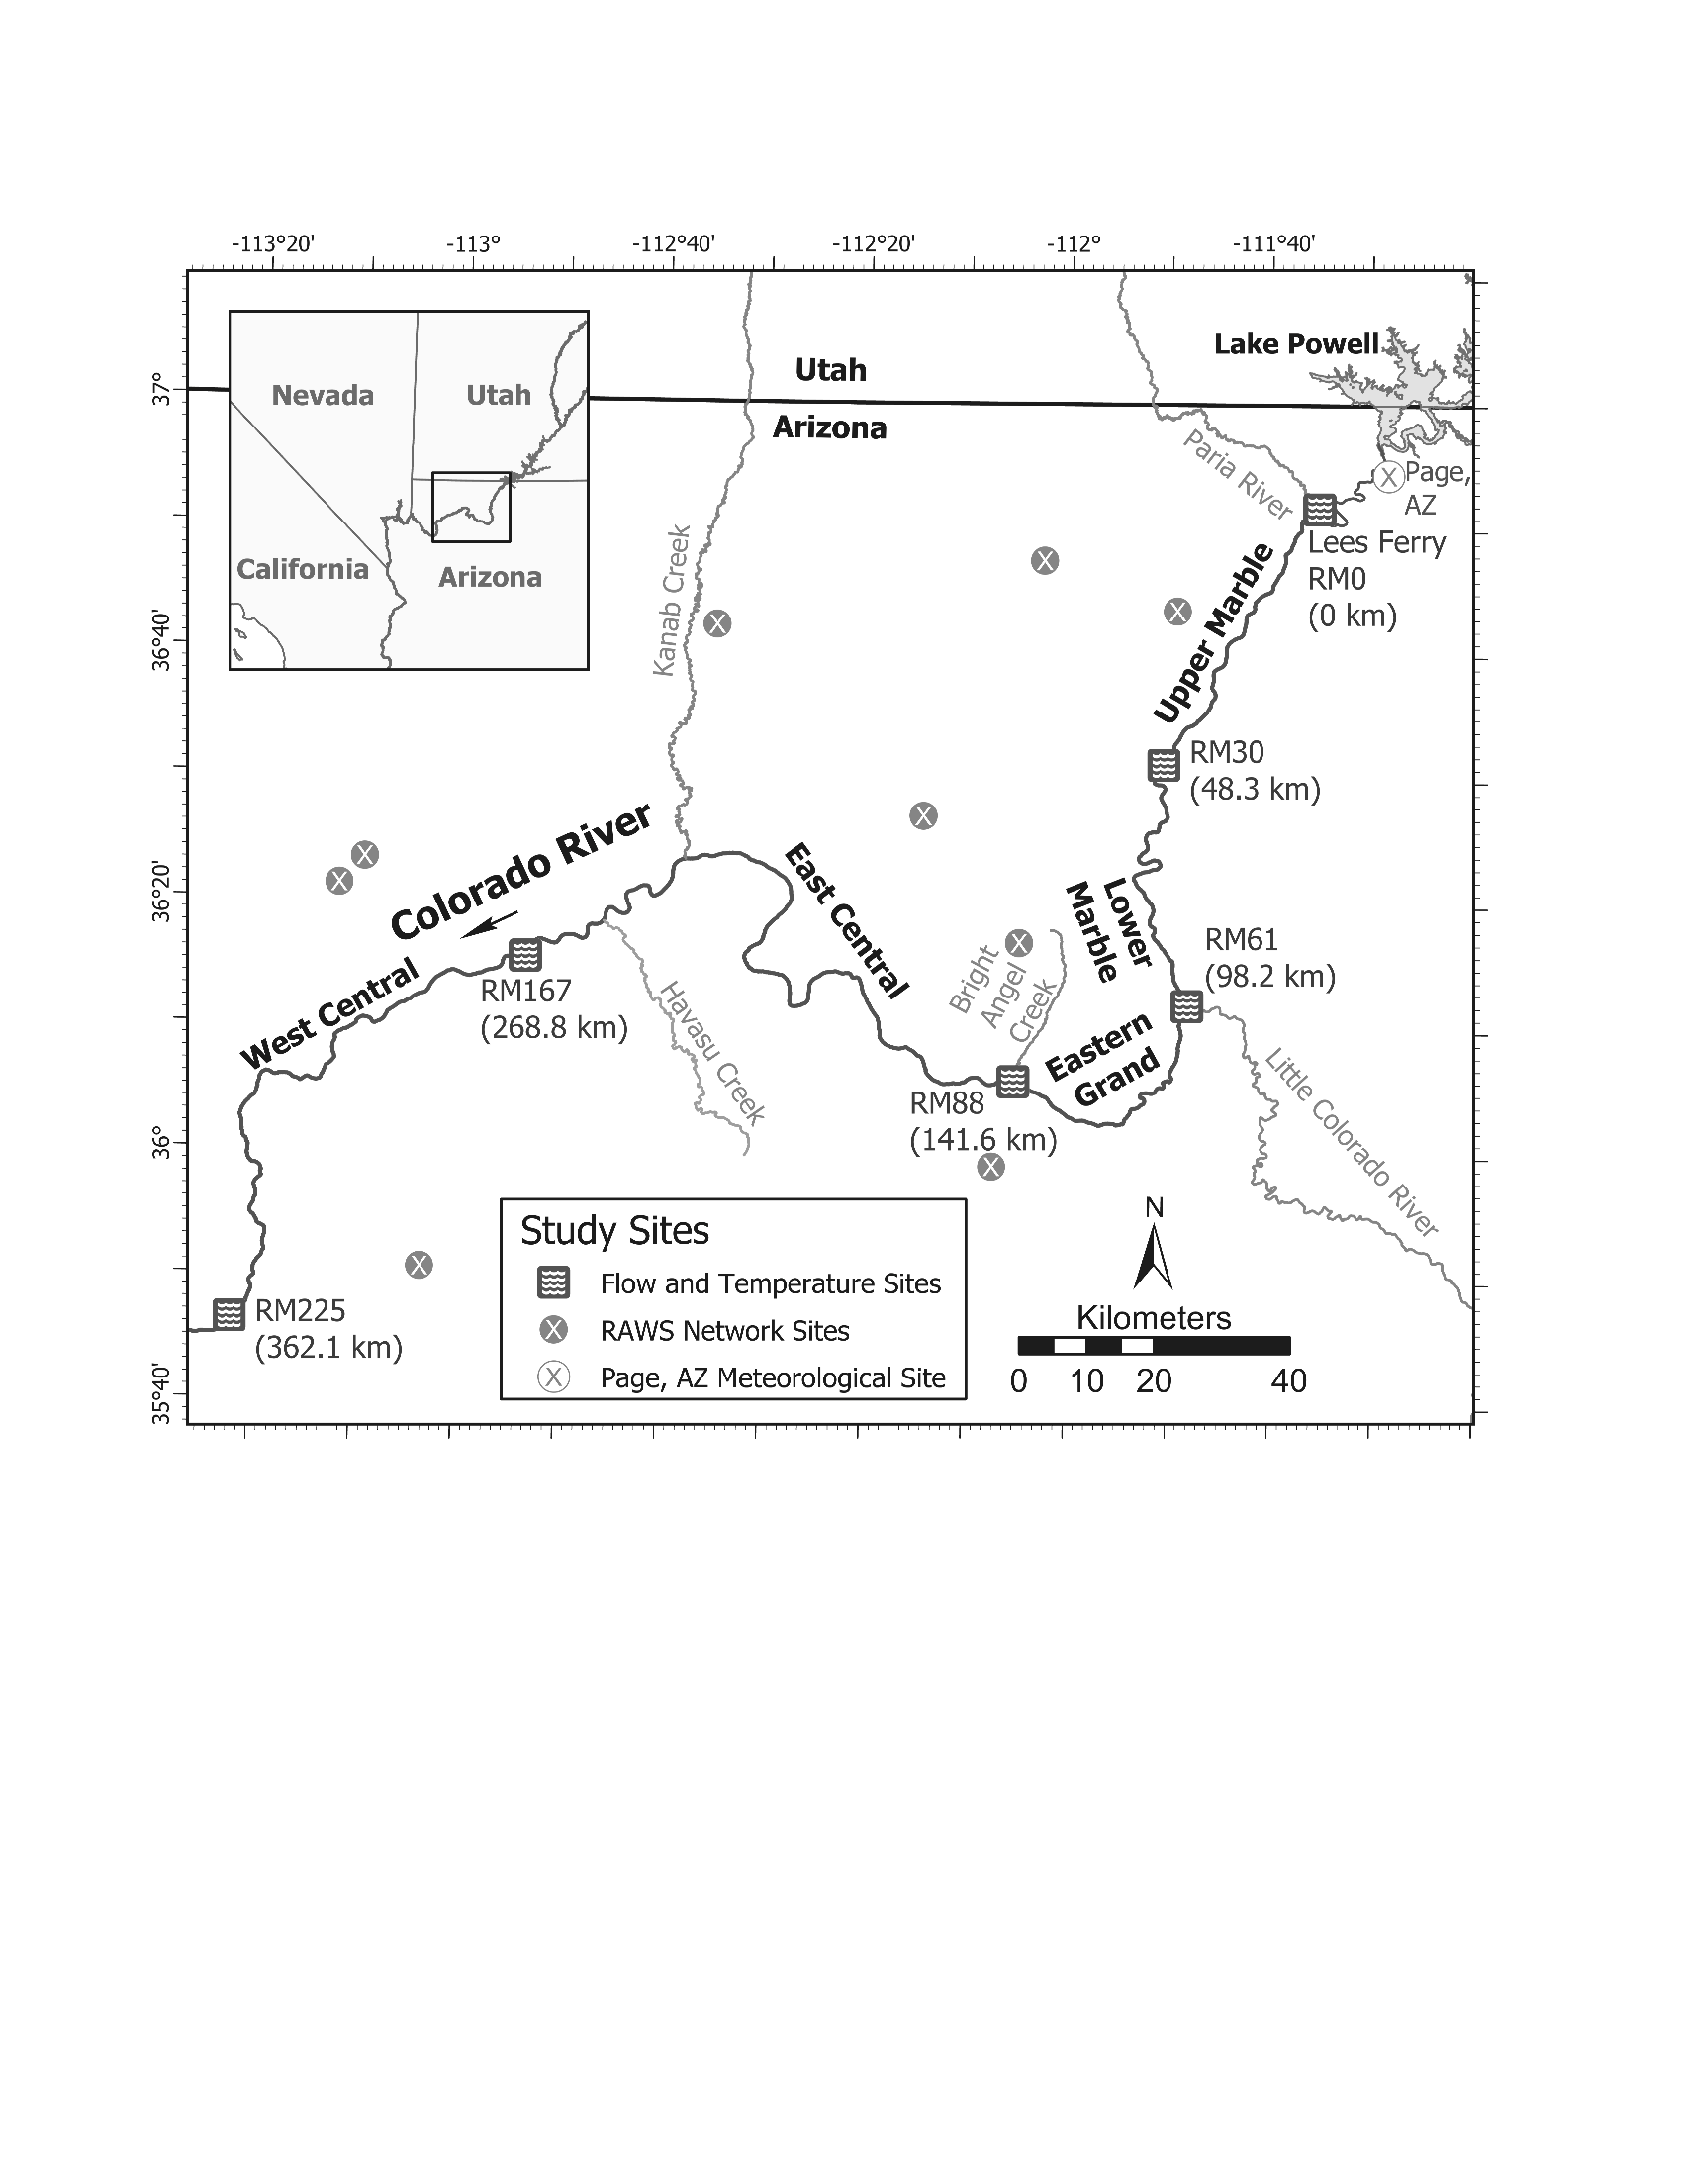 -113°20'
-113°
-112°40'
-112°20'
-112°
-111°40'
37°
36°40'
36°20'
36°
35°40'
Nevada
Utah
California
Arizona
Utah
Arizona
Lake Powell
Page,
AZ
Paria River
Lees Ferry
RM0
(0 km)
Kanab Creek
Upper Marble
RM30
(48.3 km)
Colorado River
East Central
Lower
Marble
RM61
(98.2 km)
Bright
Angel
Creek
West Central
RM167
(268.8 km)
Havasu Creek
Eastern
Grand
RM88
(141.6 km)
Little Colorado River
RM225
(362.1 km)
Study Sites
Flow and Temperature Sites
RAWS Network Sites
Page, AZ Meteorological Site
N
Kilometers
0 10 20 40